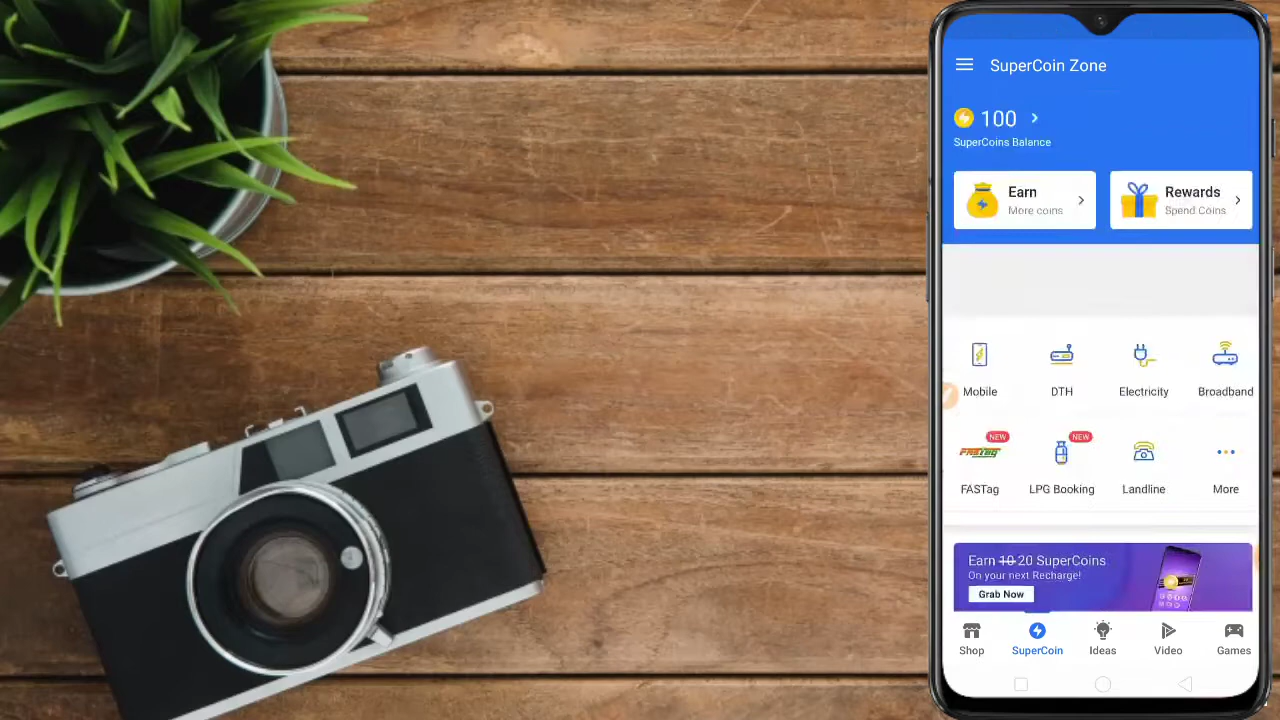 SuperCoin Zone
100
SuperCoins Balance
Earn
More coins
Rewards
Spend Coins
Mobile
DTH
Electricity
Broadband
NEW
NEW
FASTag
FASTag
LPG Booking
Landline
More
Earn 10 20 SuperCoins
On your next Recharge!
Grab Now
Shop
SuperCoin
Ideas
Video
Games